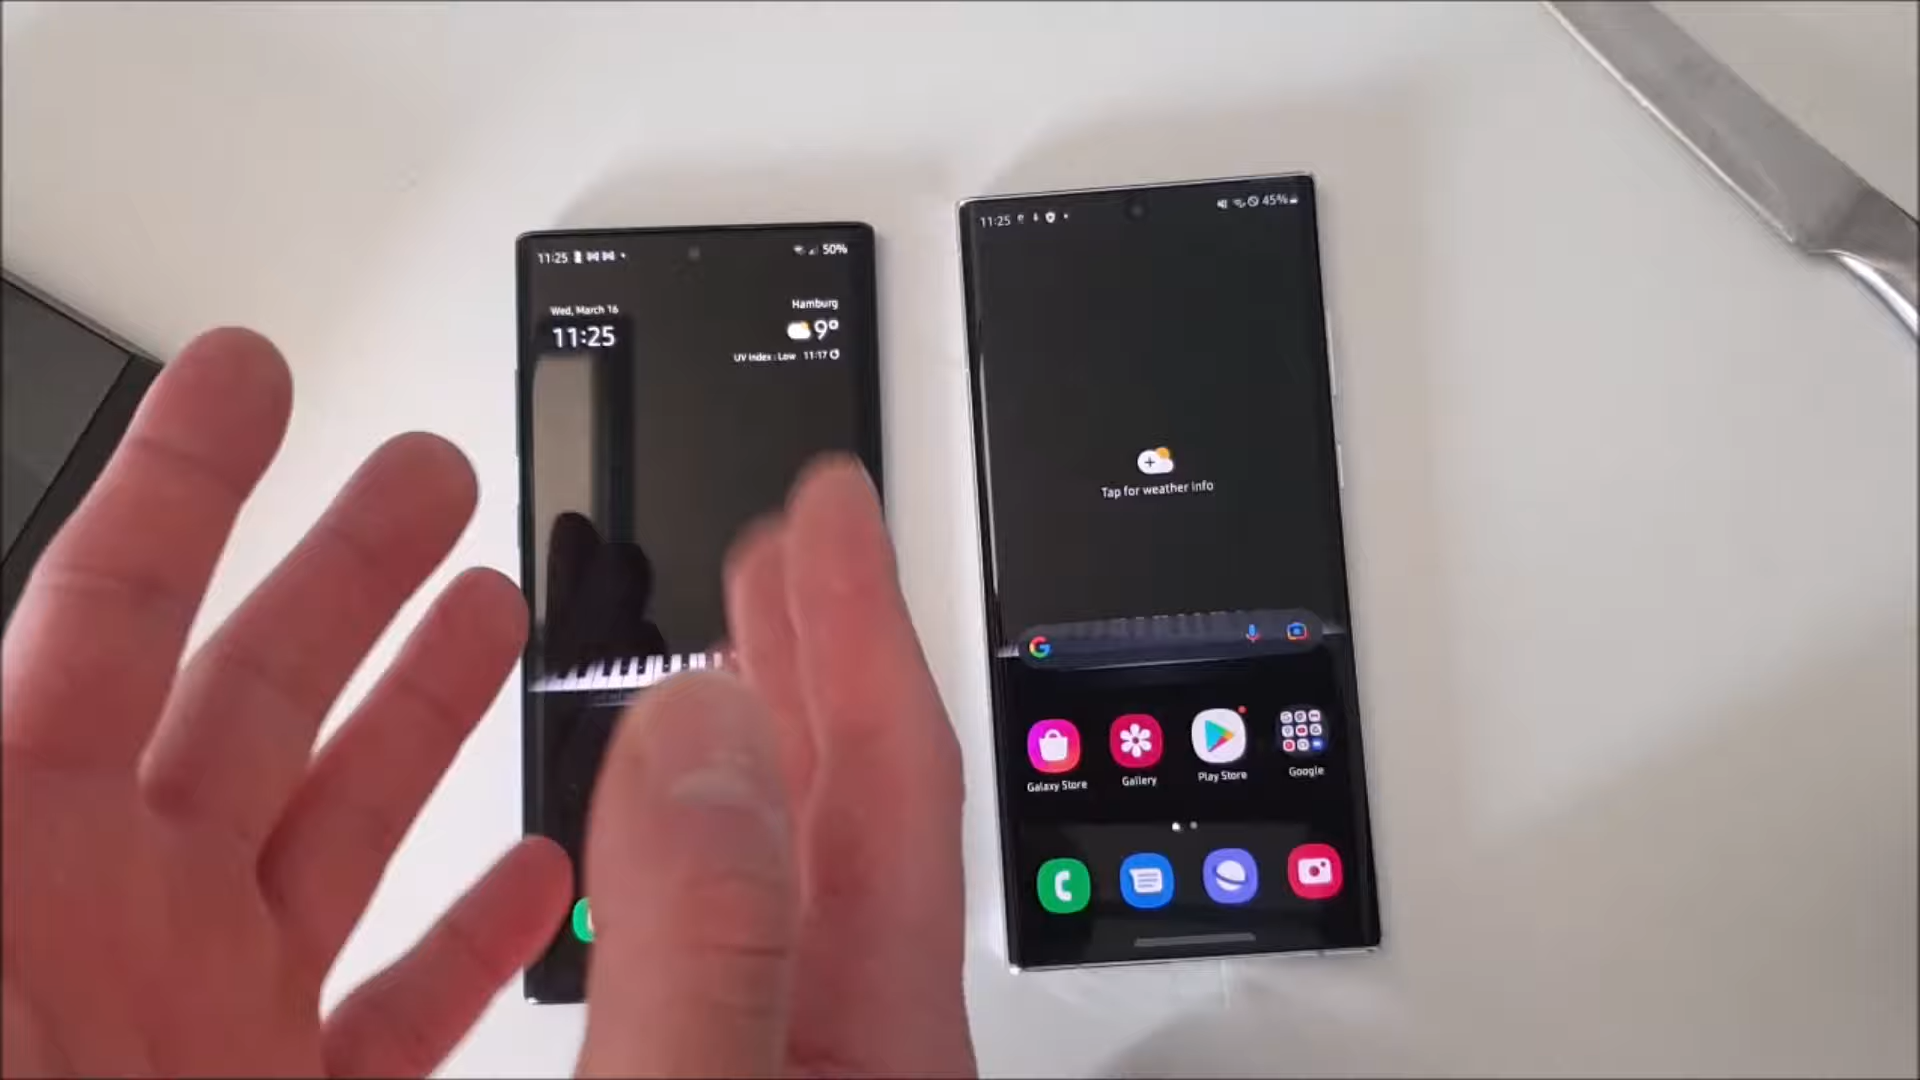 11:25
50%
Wed, March 16
11:25
Hamburg
9°
UV Index : Low 11:17
11:25
45%
Tap for weather info
Galaxy Store
Gallery
Play Store
Google